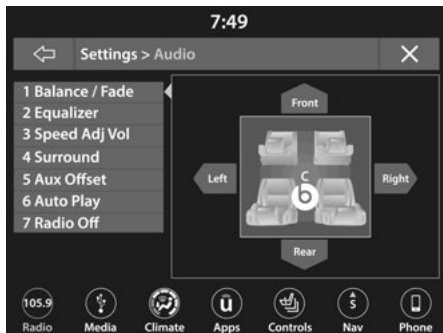 7:49
Settings > Audio
1 Balance / Fade
2 Equalizer
3 Speed Adj Vol
4 Surround
5 Aux Offset
6 Auto Play
7 Radio Off
Front
Left
C
b
Right
Rear
105.9
ū
S
Radio
Media
Climate
Apps
Controls
Nav
Phone